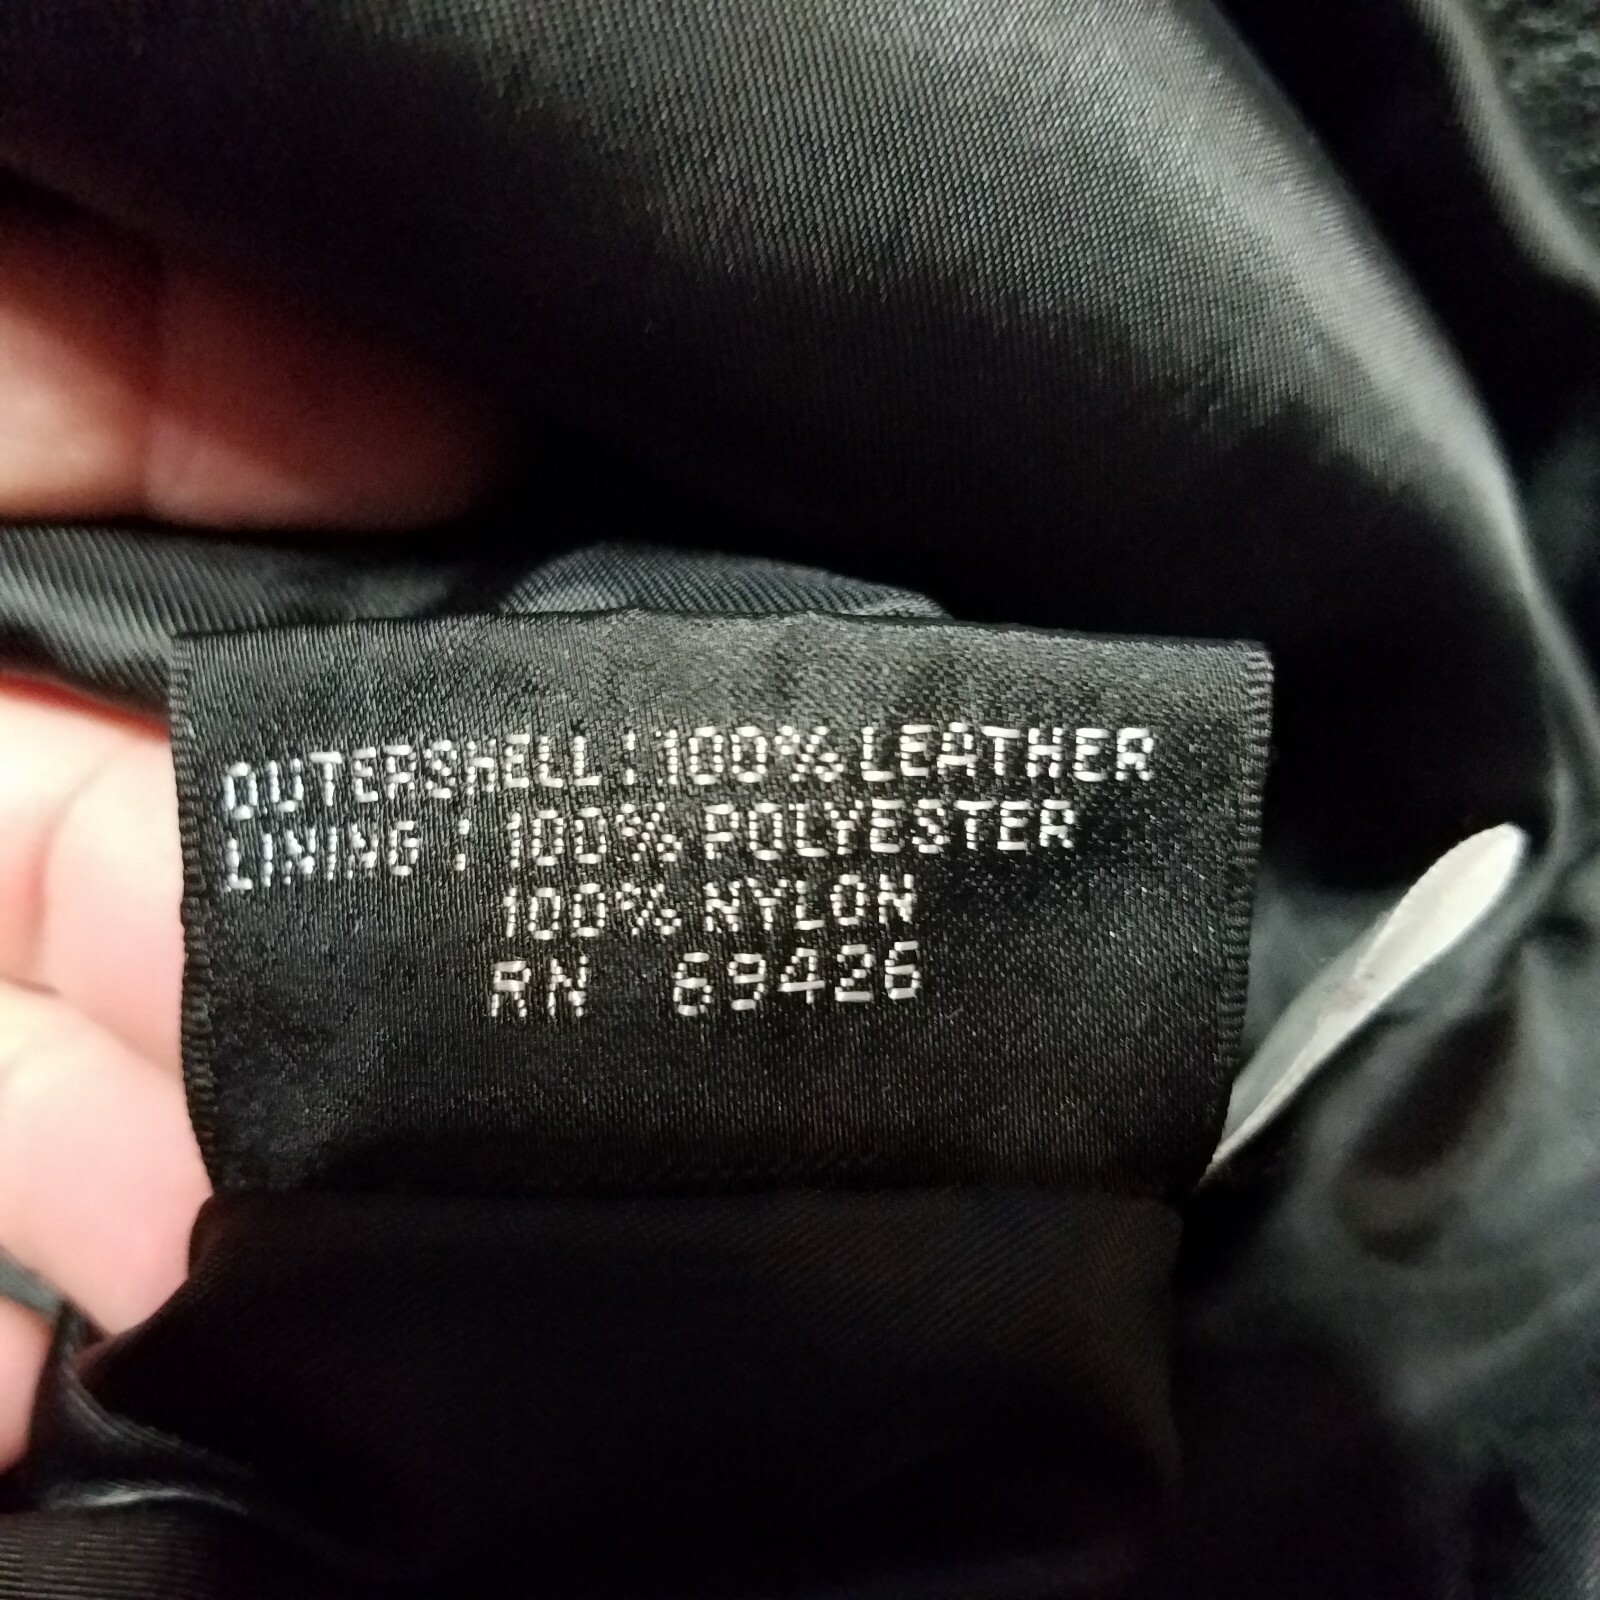 OUTERSHELL : 100% LEATHER
LINING : 100% POLYESTER
100% NYLON
RN 69426